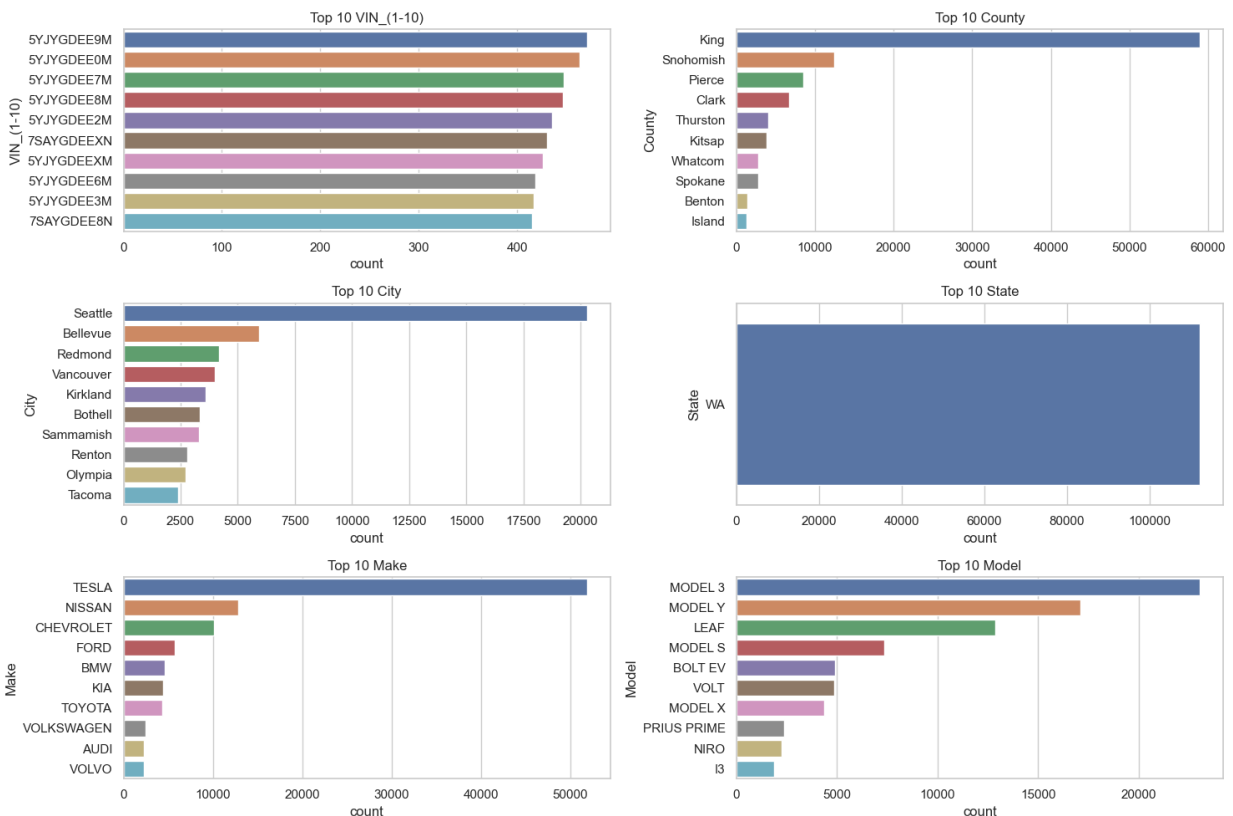 Top 10 VIN_(1-10)
VIN_(1-10)
5YJYGDEE9M
5YJYGDEE0M
5YJYGDEE7M
5YJYGDEE8M
5YJYGDEE2M
7SAYGDEEXN
5YJYGDEEXM
5YJYGDEE6M
5YJYGDEE3M
7SAYGDEE8N
0 100 200 300 400
count
Top 10 County
County
King
Snohomish
Pierce
Clark
Thurston
Kitsap
Whatcom
Spokane
Benton
Island
0 10000 20000 30000 40000 50000 60000
count
Top 10 City
City
Seattle
Bellevue
Redmond
Vancouver
Kirkland
Bothell
Sammamish
Renton
Olympia
Tacoma
0 2500 5000 7500 10000 12500 15000 17500 20000
count
Top 10 State
State
WA
0 20000 40000 60000 80000 100000
count
Top 10 Make
Make
TESLA
NISSAN
CHEVROLET
FORD
BMW
KIA
TOYOTA
VOLKSWAGEN
AUDI
VOLVO
0 10000 20000 30000 40000 50000
count
Top 10 Model
Model
MODEL 3
MODEL Y
LEAF
MODEL S
BOLT EV
VOLT
MODEL X
PRIUS PRIME
NIRO
I3
0 5000 10000 15000 20000
count